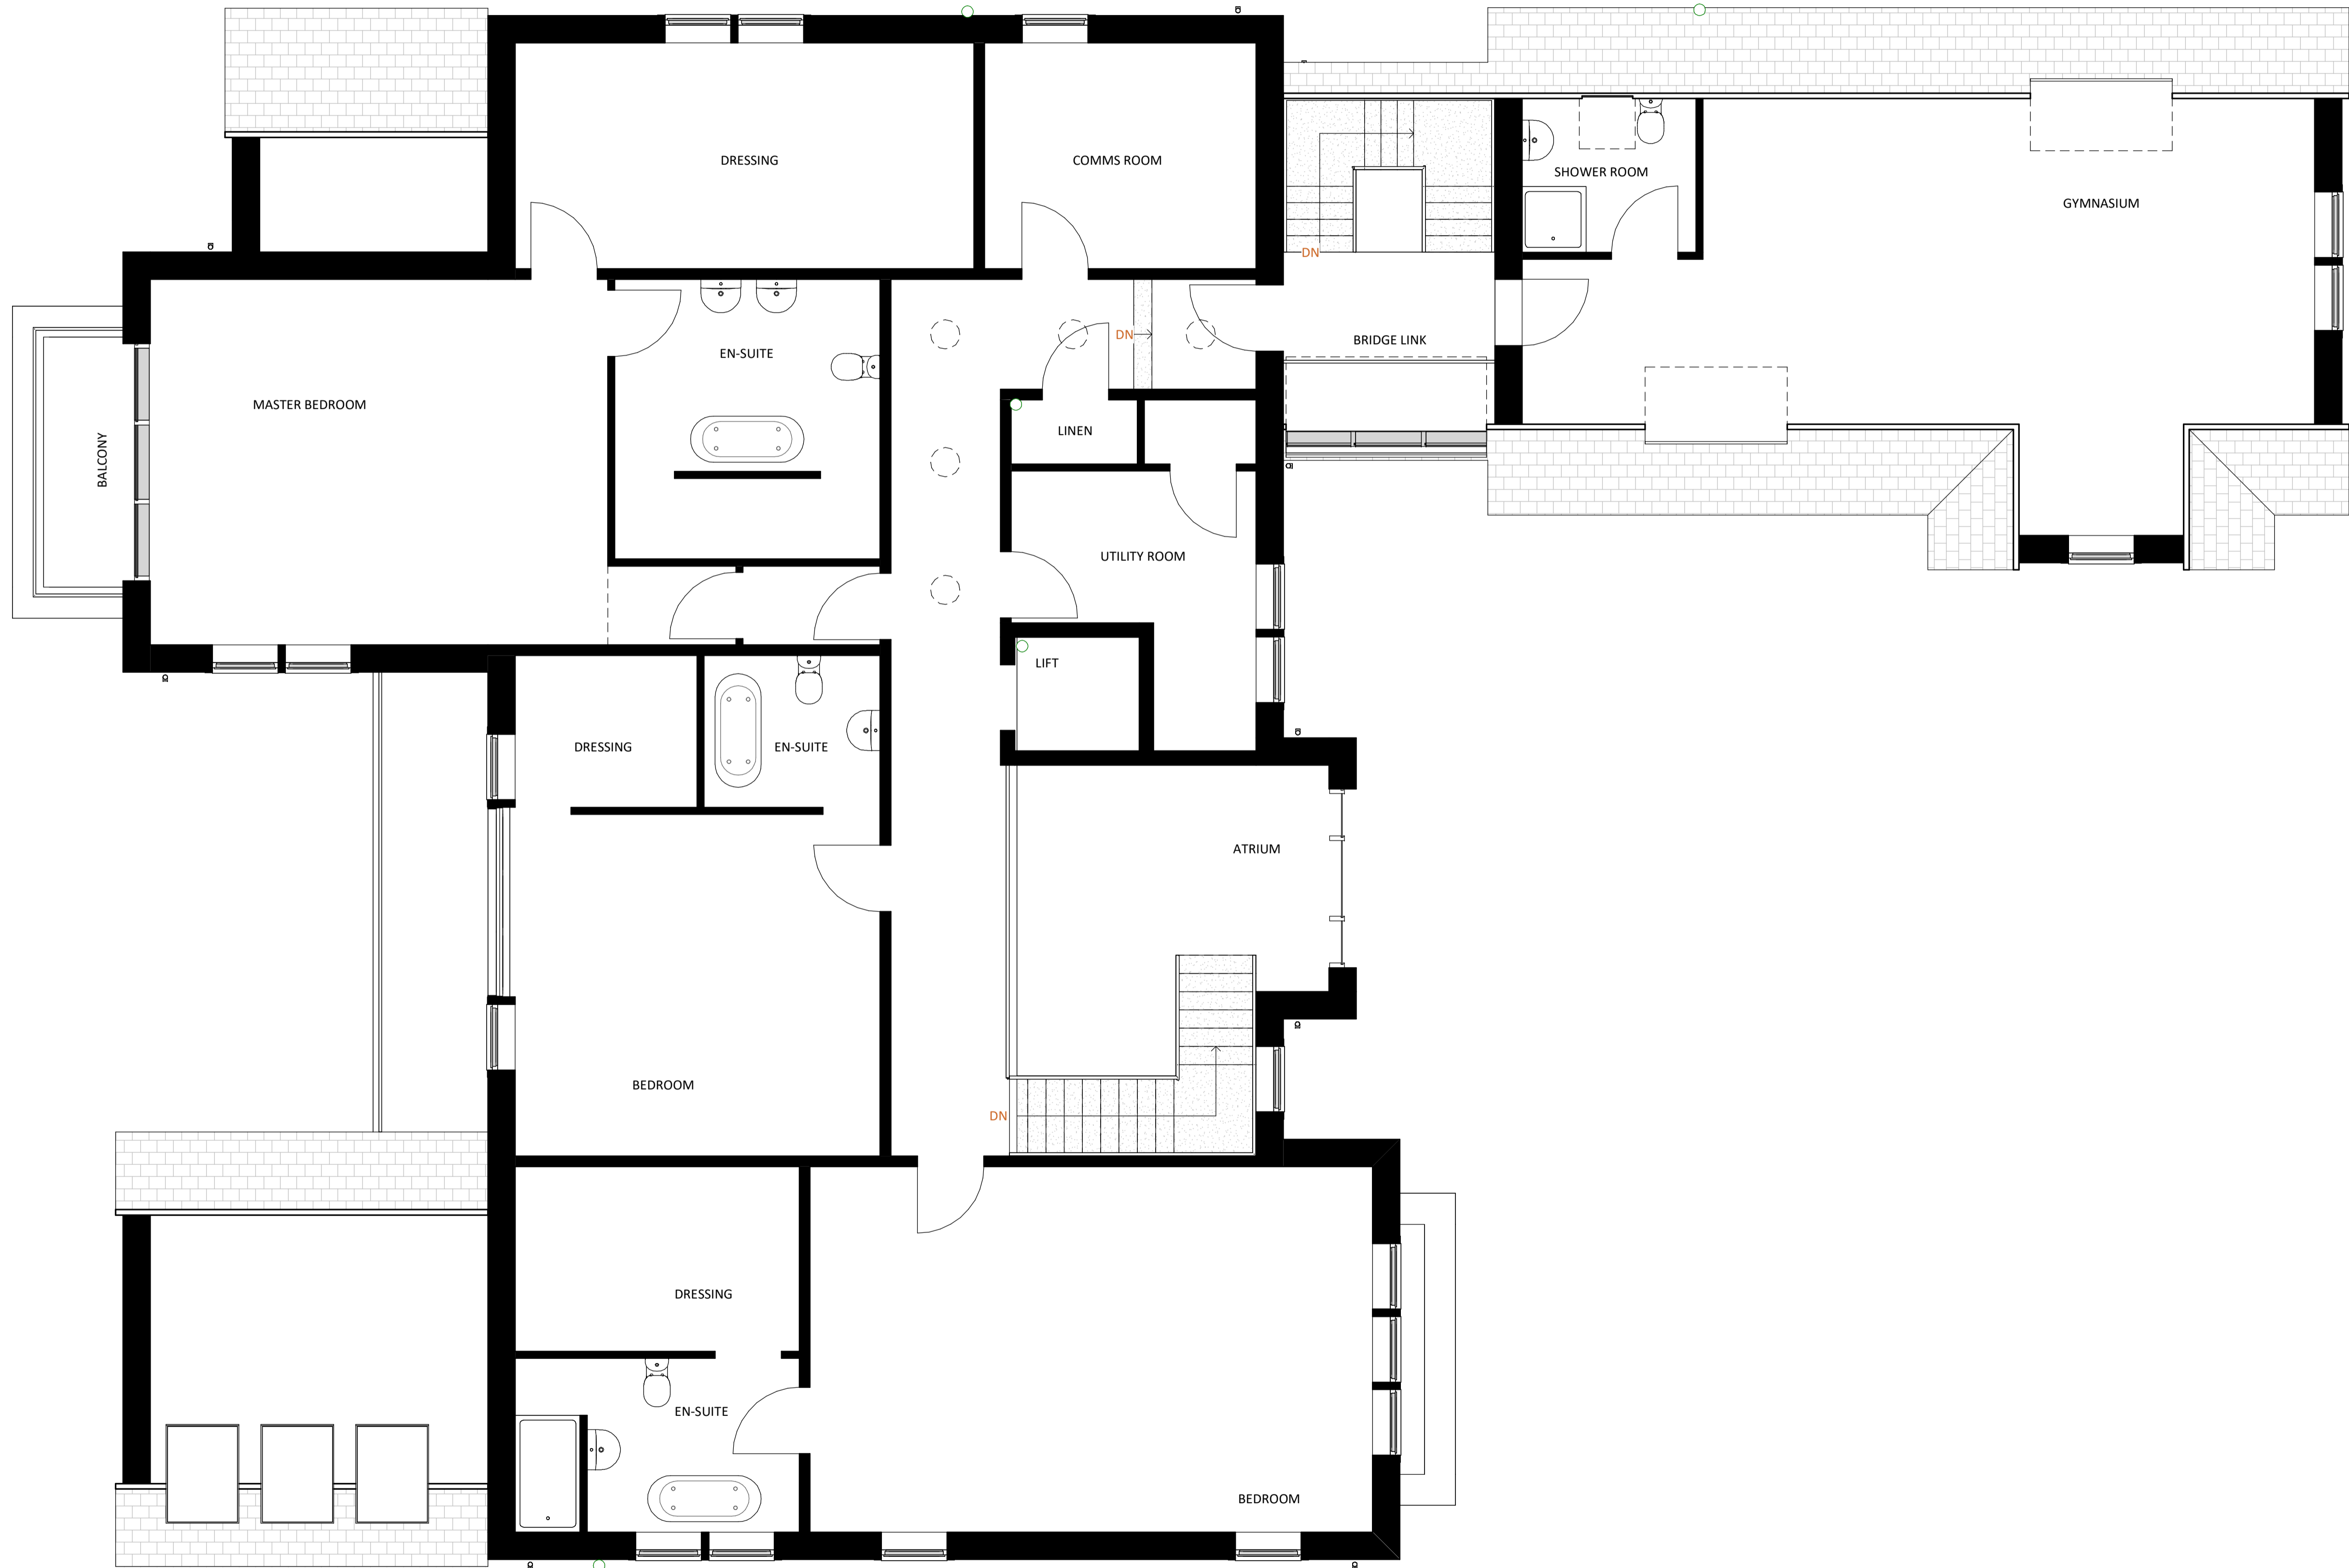 DRESSING
COMMS ROOM
SHOWER ROOM
GYMNASIUM
DN
DN
BRIDGE LINK
EN-SUITE
MASTER BEDROOM
BALCONY
LINEN
UTILITY ROOM
LIFT
DRESSING
EN-SUITE
ATRIUM
BEDROOM
DN
DRESSING
EN-SUITE
BEDROOM